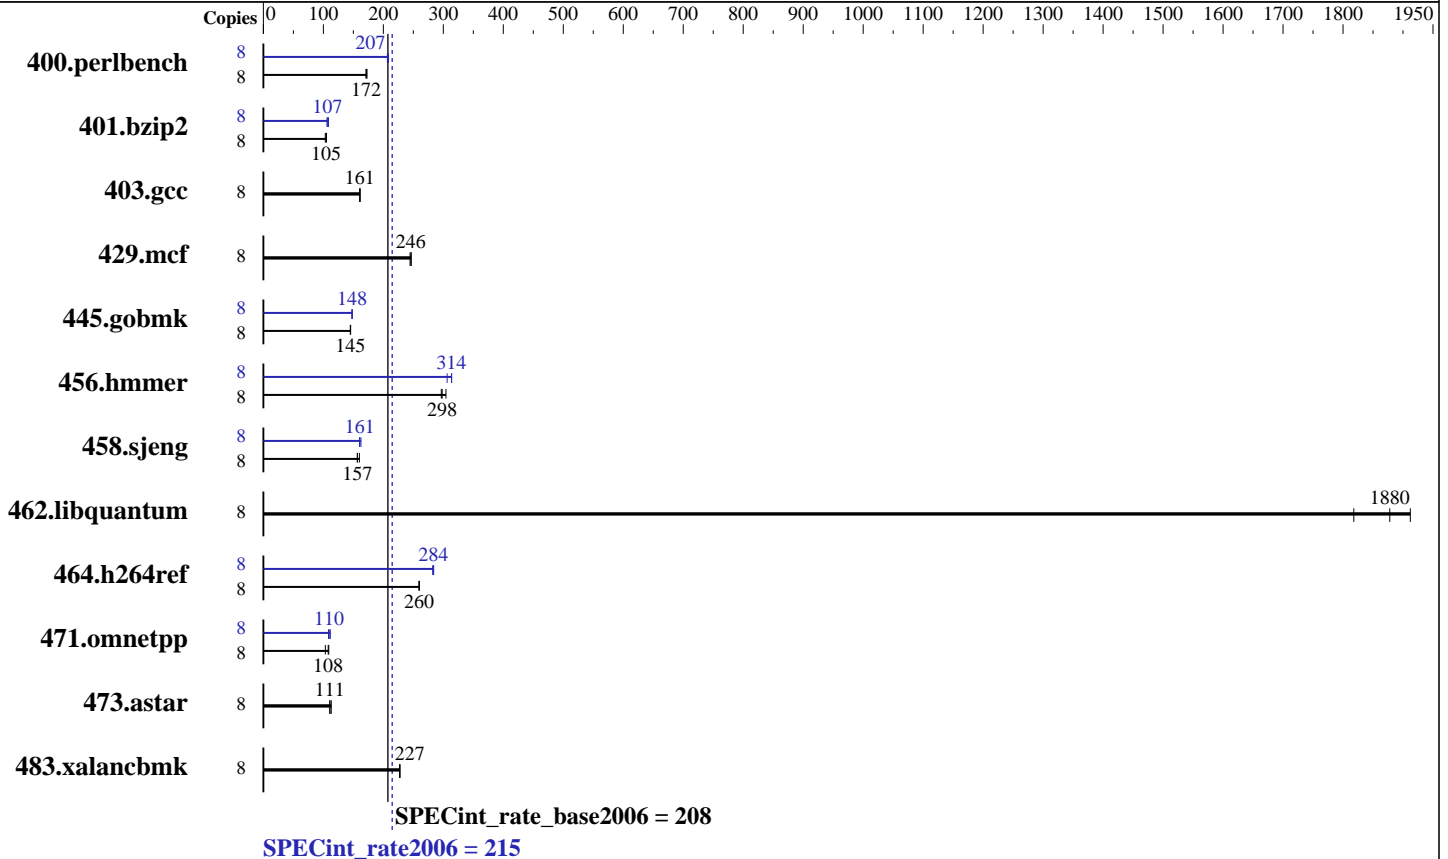 Copies 0 100 200 300 400 500 600 700 800 900 1000 1100 1200 1300 1400 1500 1600 1700 1800 1950
400.perlbench 8 207
8 172
401.bzip2 8 107
8 105
403.gcc 8 161
429.mcf 8 246
445.gobmk 8 148
8 145
456.hmmer 8 314
8 298
458.sjeng 8 161
8 157
462.libquantum 8 1880
464.h264ref 8 284
8 260
471.omnetpp 8 110
8 108
473.astar 8 111
483.xalancbmk 8 227
SPECint_rate_base2006 = 208
SPECint_rate2006 = 215